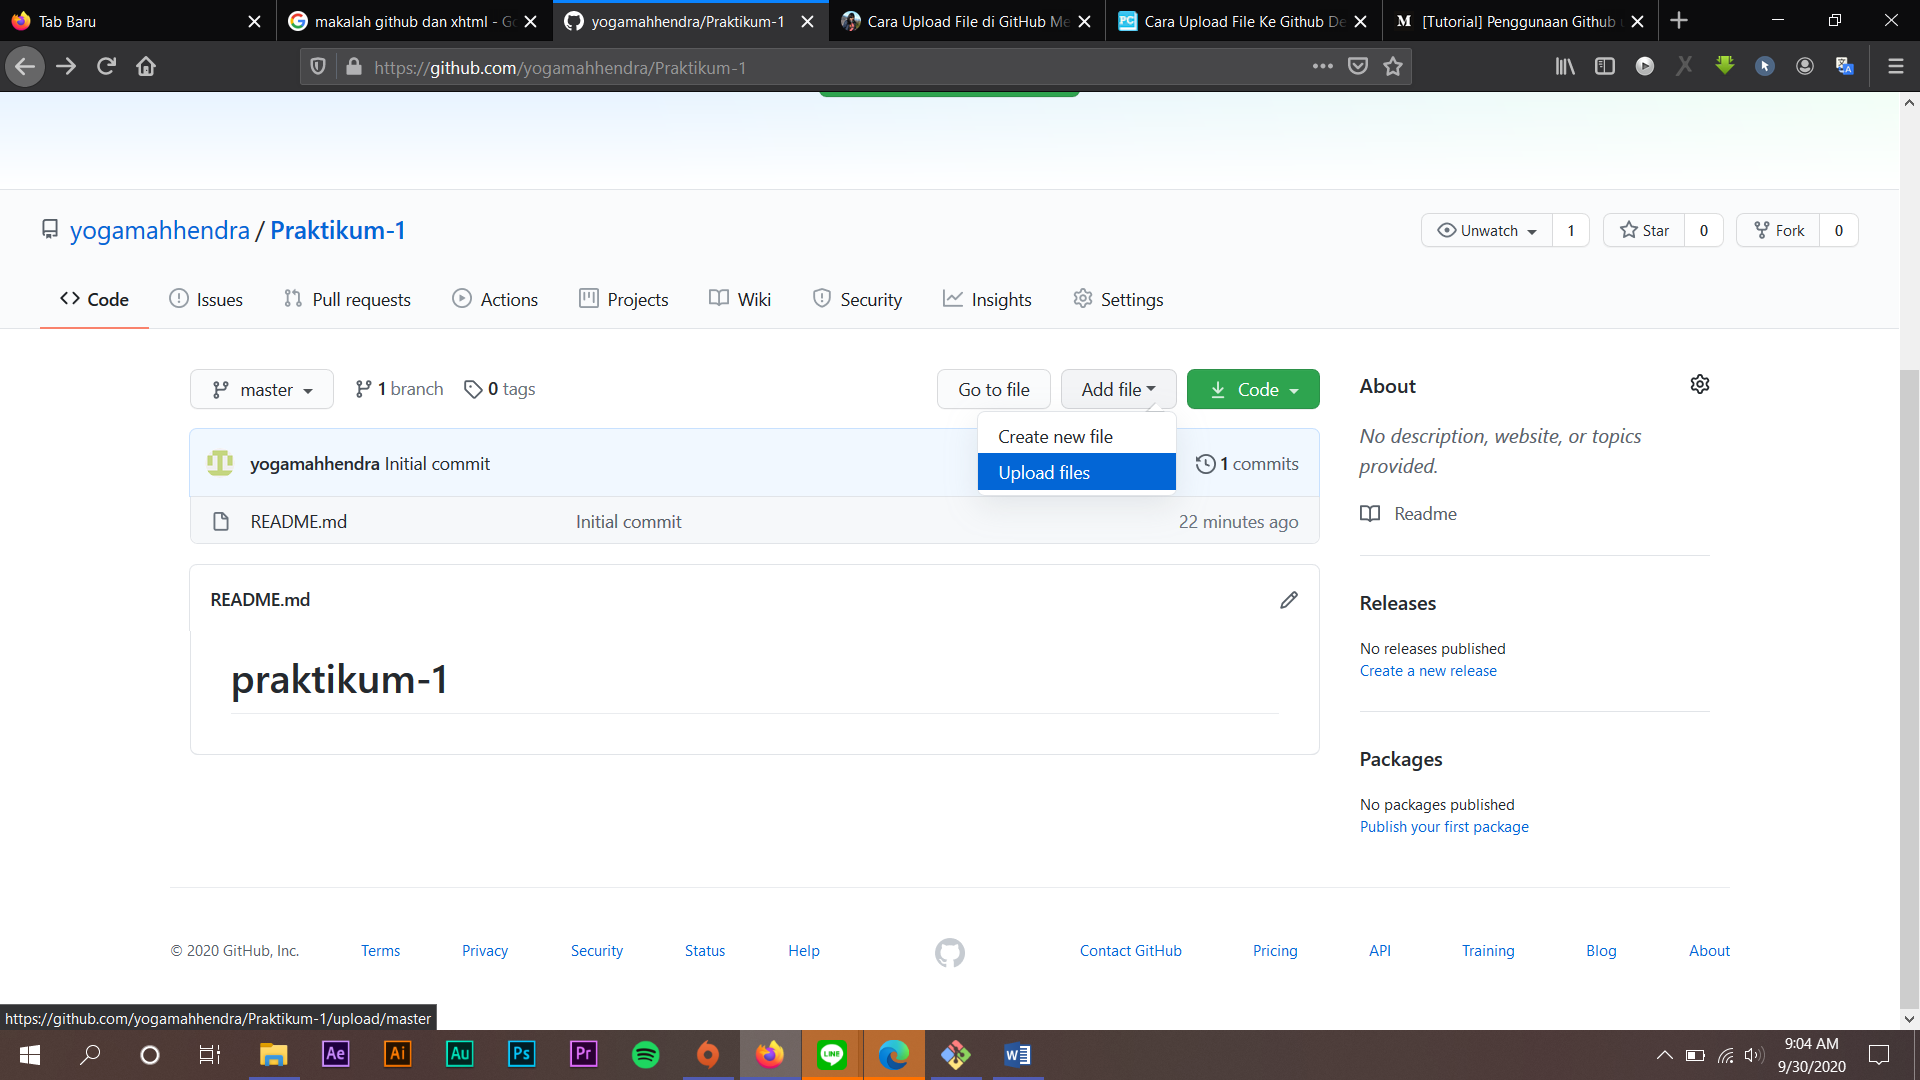 Tab Baru
makalah github dan xhtml - Go
yogamahhendra/Praktikum-1
Cara Upload File di GitHub Me
Cara Upload File Ke Github De
[Tutorial] Penggunaan Github u
https://github.com/yogamahhendra/Praktikum-1
yogamahhendra / Praktikum-1
Unwatch 1
Star 0
Fork 0
Code
Issues
Pull requests
Actions
Projects
Wiki
Security
Insights
Settings
master
1 branch
0 tags
Go to file
Add file
Code
Create new file
Upload files
yogamahhendra Initial commit
1 commits
README.md Initial commit 22 minutes ago
README.md
praktikum-1
About
No description, website, or topics
provided.
Readme
Releases
No releases published
Create a new release
Packages
No packages published
Publish your first package
© 2020 GitHub, Inc.
Terms
Privacy
Security
Status
Help
Contact GitHub
Pricing
API
Training
Blog
About
https://github.com/yogamahhendra/Praktikum-1/upload/master
Ae
Ai
Au
Ps
Pr
LINE
9:04 AM
9/30/2020